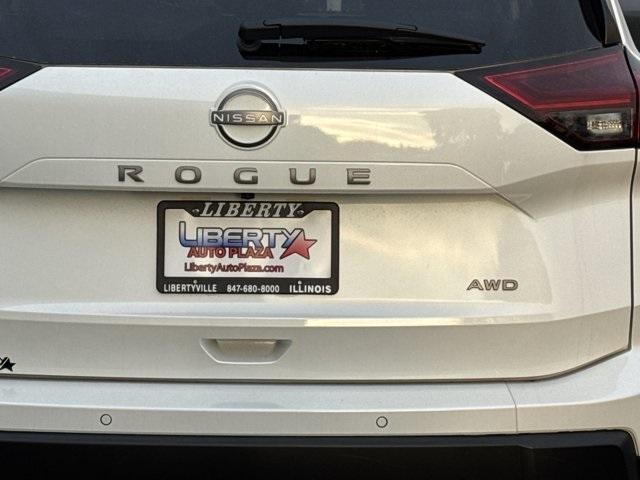 NISSAN
ROGUE
LIBERTY
LIBERTY
AUTO PLAZA
LibertyAutoPlaza.com
LIBERTYVILLE 847-680-8000 ILLINOIS
AWD